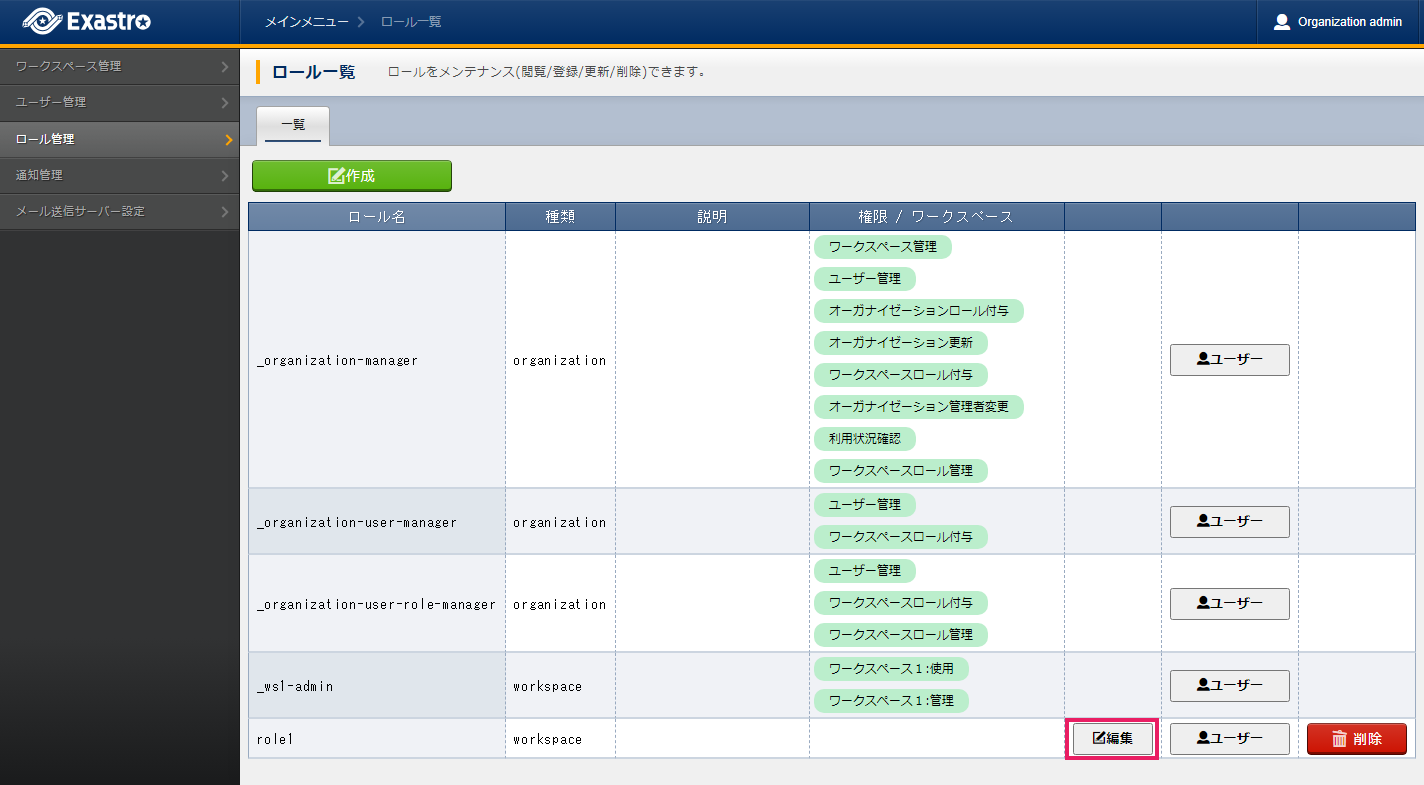 Exastro
メインメニュー ロール一覧
Organization admin
ワークスペース管理
ユーザー管理
ロール管理
通知管理
メール送信サーバー設定
ロール一覧 ロールをメンテナンス(閲覧/登録/更新/削除)できます。
一覧
作成
ロール名 種類 説明 権限 / ワークスペース
_organization-manager organization
ワークスペース管理
ユーザー管理
オーガナイゼーションロール付与
オーガナイゼーション更新
ワークスペースロール付与
オーガナイゼーション管理者変更
利用状況確認
ワークスペースロール管理
ユーザー
_organization-user-manager organization
ユーザー管理
ワークスペースロール付与
ユーザー
_organization-user-role-manager organization
ユーザー管理
ワークスペースロール付与
ワークスペースロール管理
ユーザー
_ws1-admin workspace
ワークスペース１:使用
ワークスペース１:管理
ユーザー
role1 workspace 編集 ユーザー 削除